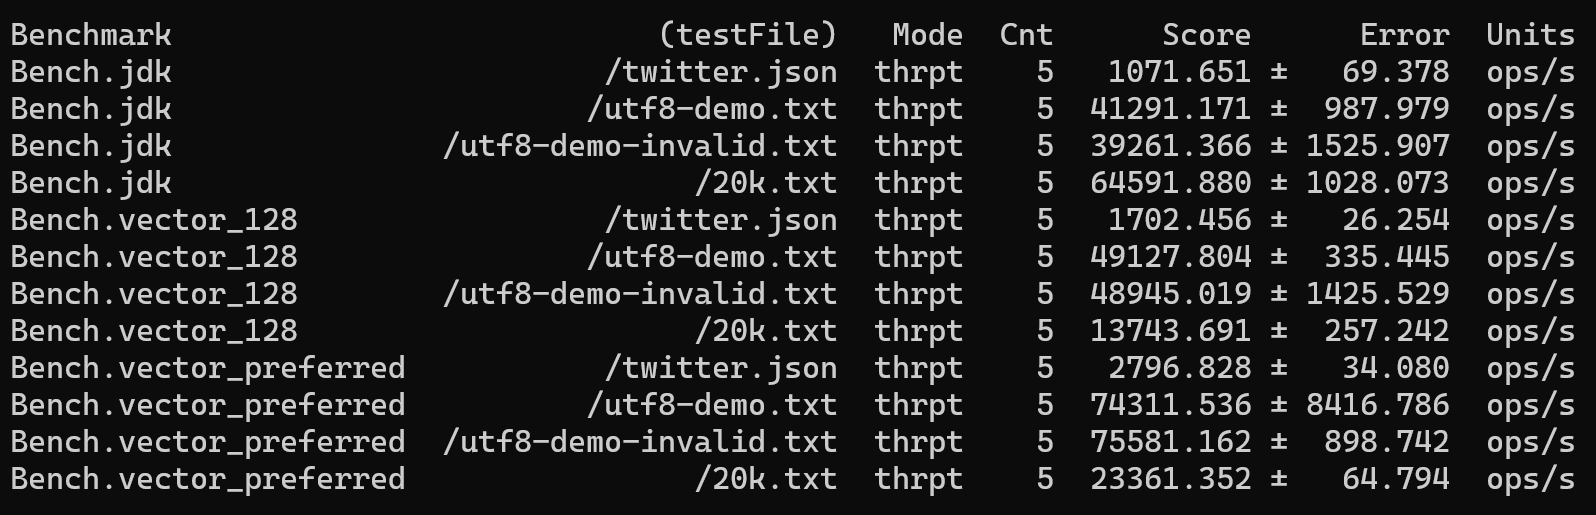 Benchmark (testFile) Mode Cnt Score Error Units
Bench.jdk /twitter.json thrpt 5 1071.651 ± 69.378 ops/s
Bench.jdk /utf8-demo.txt thrpt 5 41291.171 ± 987.979 ops/s
Bench.jdk /utf8-demo-invalid.txt thrpt 5 39261.366 ± 1525.907 ops/s
Bench.jdk /20k.txt thrpt 5 64591.880 ± 1028.073 ops/s
Bench.vector_128 /twitter.json thrpt 5 1702.456 ± 26.254 ops/s
Bench.vector_128 /utf8-demo.txt thrpt 5 49127.804 ± 335.445 ops/s
Bench.vector_128 /utf8-demo-invalid.txt thrpt 5 48945.019 ± 1425.529 ops/s
Bench.vector_128 /20k.txt thrpt 5 13743.691 ± 257.242 ops/s
Bench.vector_preferred /twitter.json thrpt 5 2796.828 ± 34.080 ops/s
Bench.vector_preferred /utf8-demo.txt thrpt 5 74311.536 ± 8416.786 ops/s
Bench.vector_preferred /utf8-demo-invalid.txt thrpt 5 75581.162 ± 898.742 ops/s
Bench.vector_preferred /20k.txt thrpt 5 23361.352 ± 64.794 ops/s